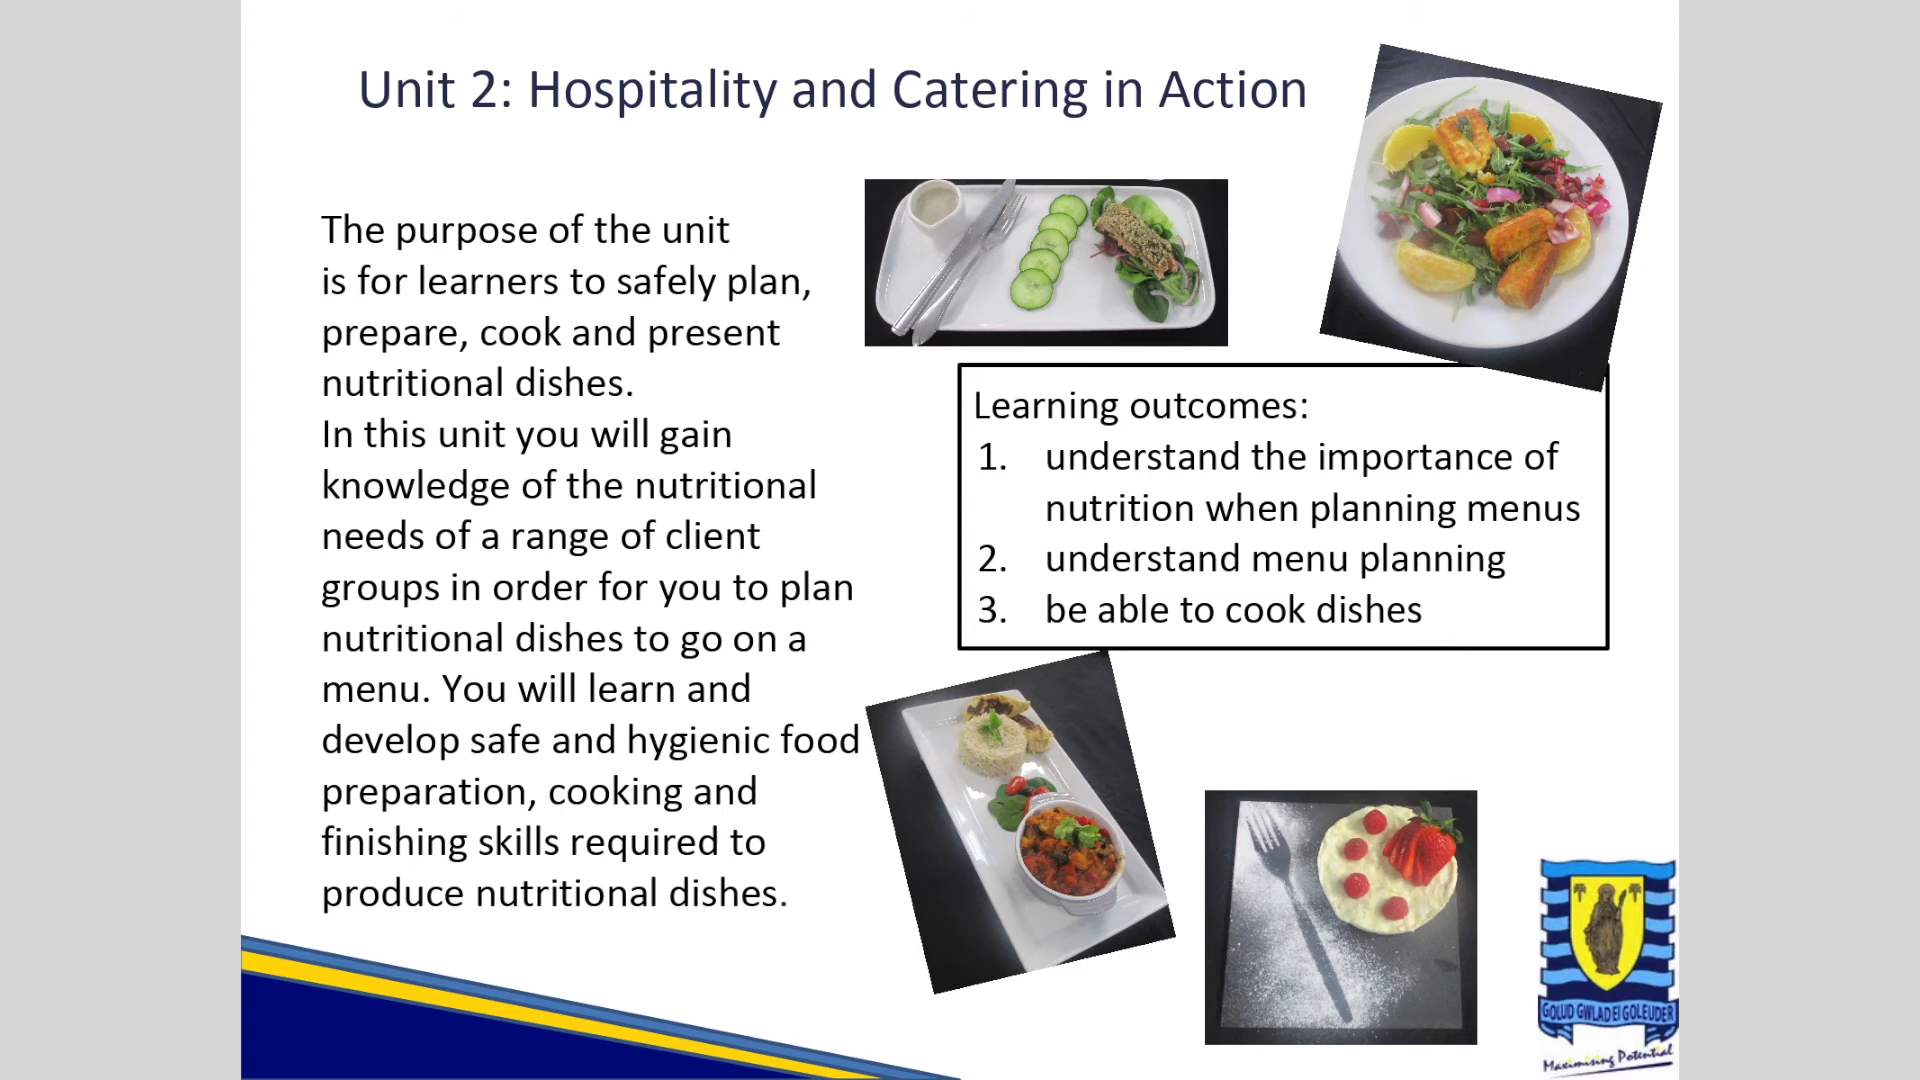 Unit 2: Hospitality and Catering in Action
The purpose of the unit
is for learners to safely plan,
prepare, cook and present
nutritional dishes.
In this unit you will gain
knowledge of the nutritional
needs of a range of client
groups in order for you to plan
nutritional dishes to go on a
menu. You will learn and
develop safe and hygienic food
preparation, cooking and
finishing skills required to
produce nutritional dishes.
Learning outcomes:
1. understand the importance of
nutrition when planning menus
2. understand menu planning
3. be able to cook dishes
GOLUD GWLAD EI GOLEUDER
Maximising Potential